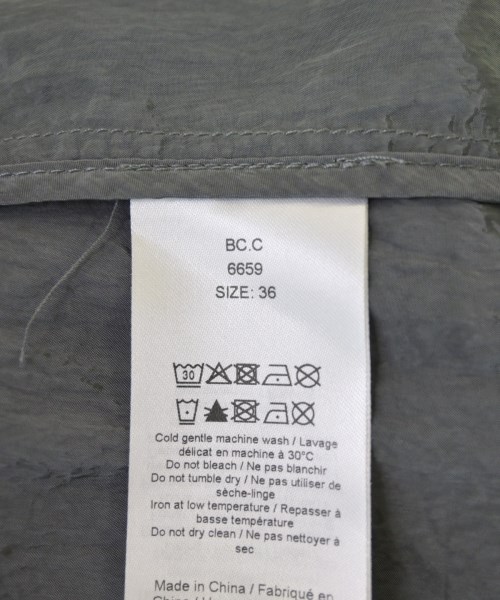 BC.C
6659
SIZE: 36
30
Cold gentle machine wash / Lavage
délicat en machine à 30°C
Do not bleach / Ne pas blanchir
Do not tumble dry / Ne pas utiliser de
sèche-linge
Iron at low temperature / Repasser à
basse température
Do not dry clean / Ne pas nettoyer à
sec
Made in China / Fabriqué en